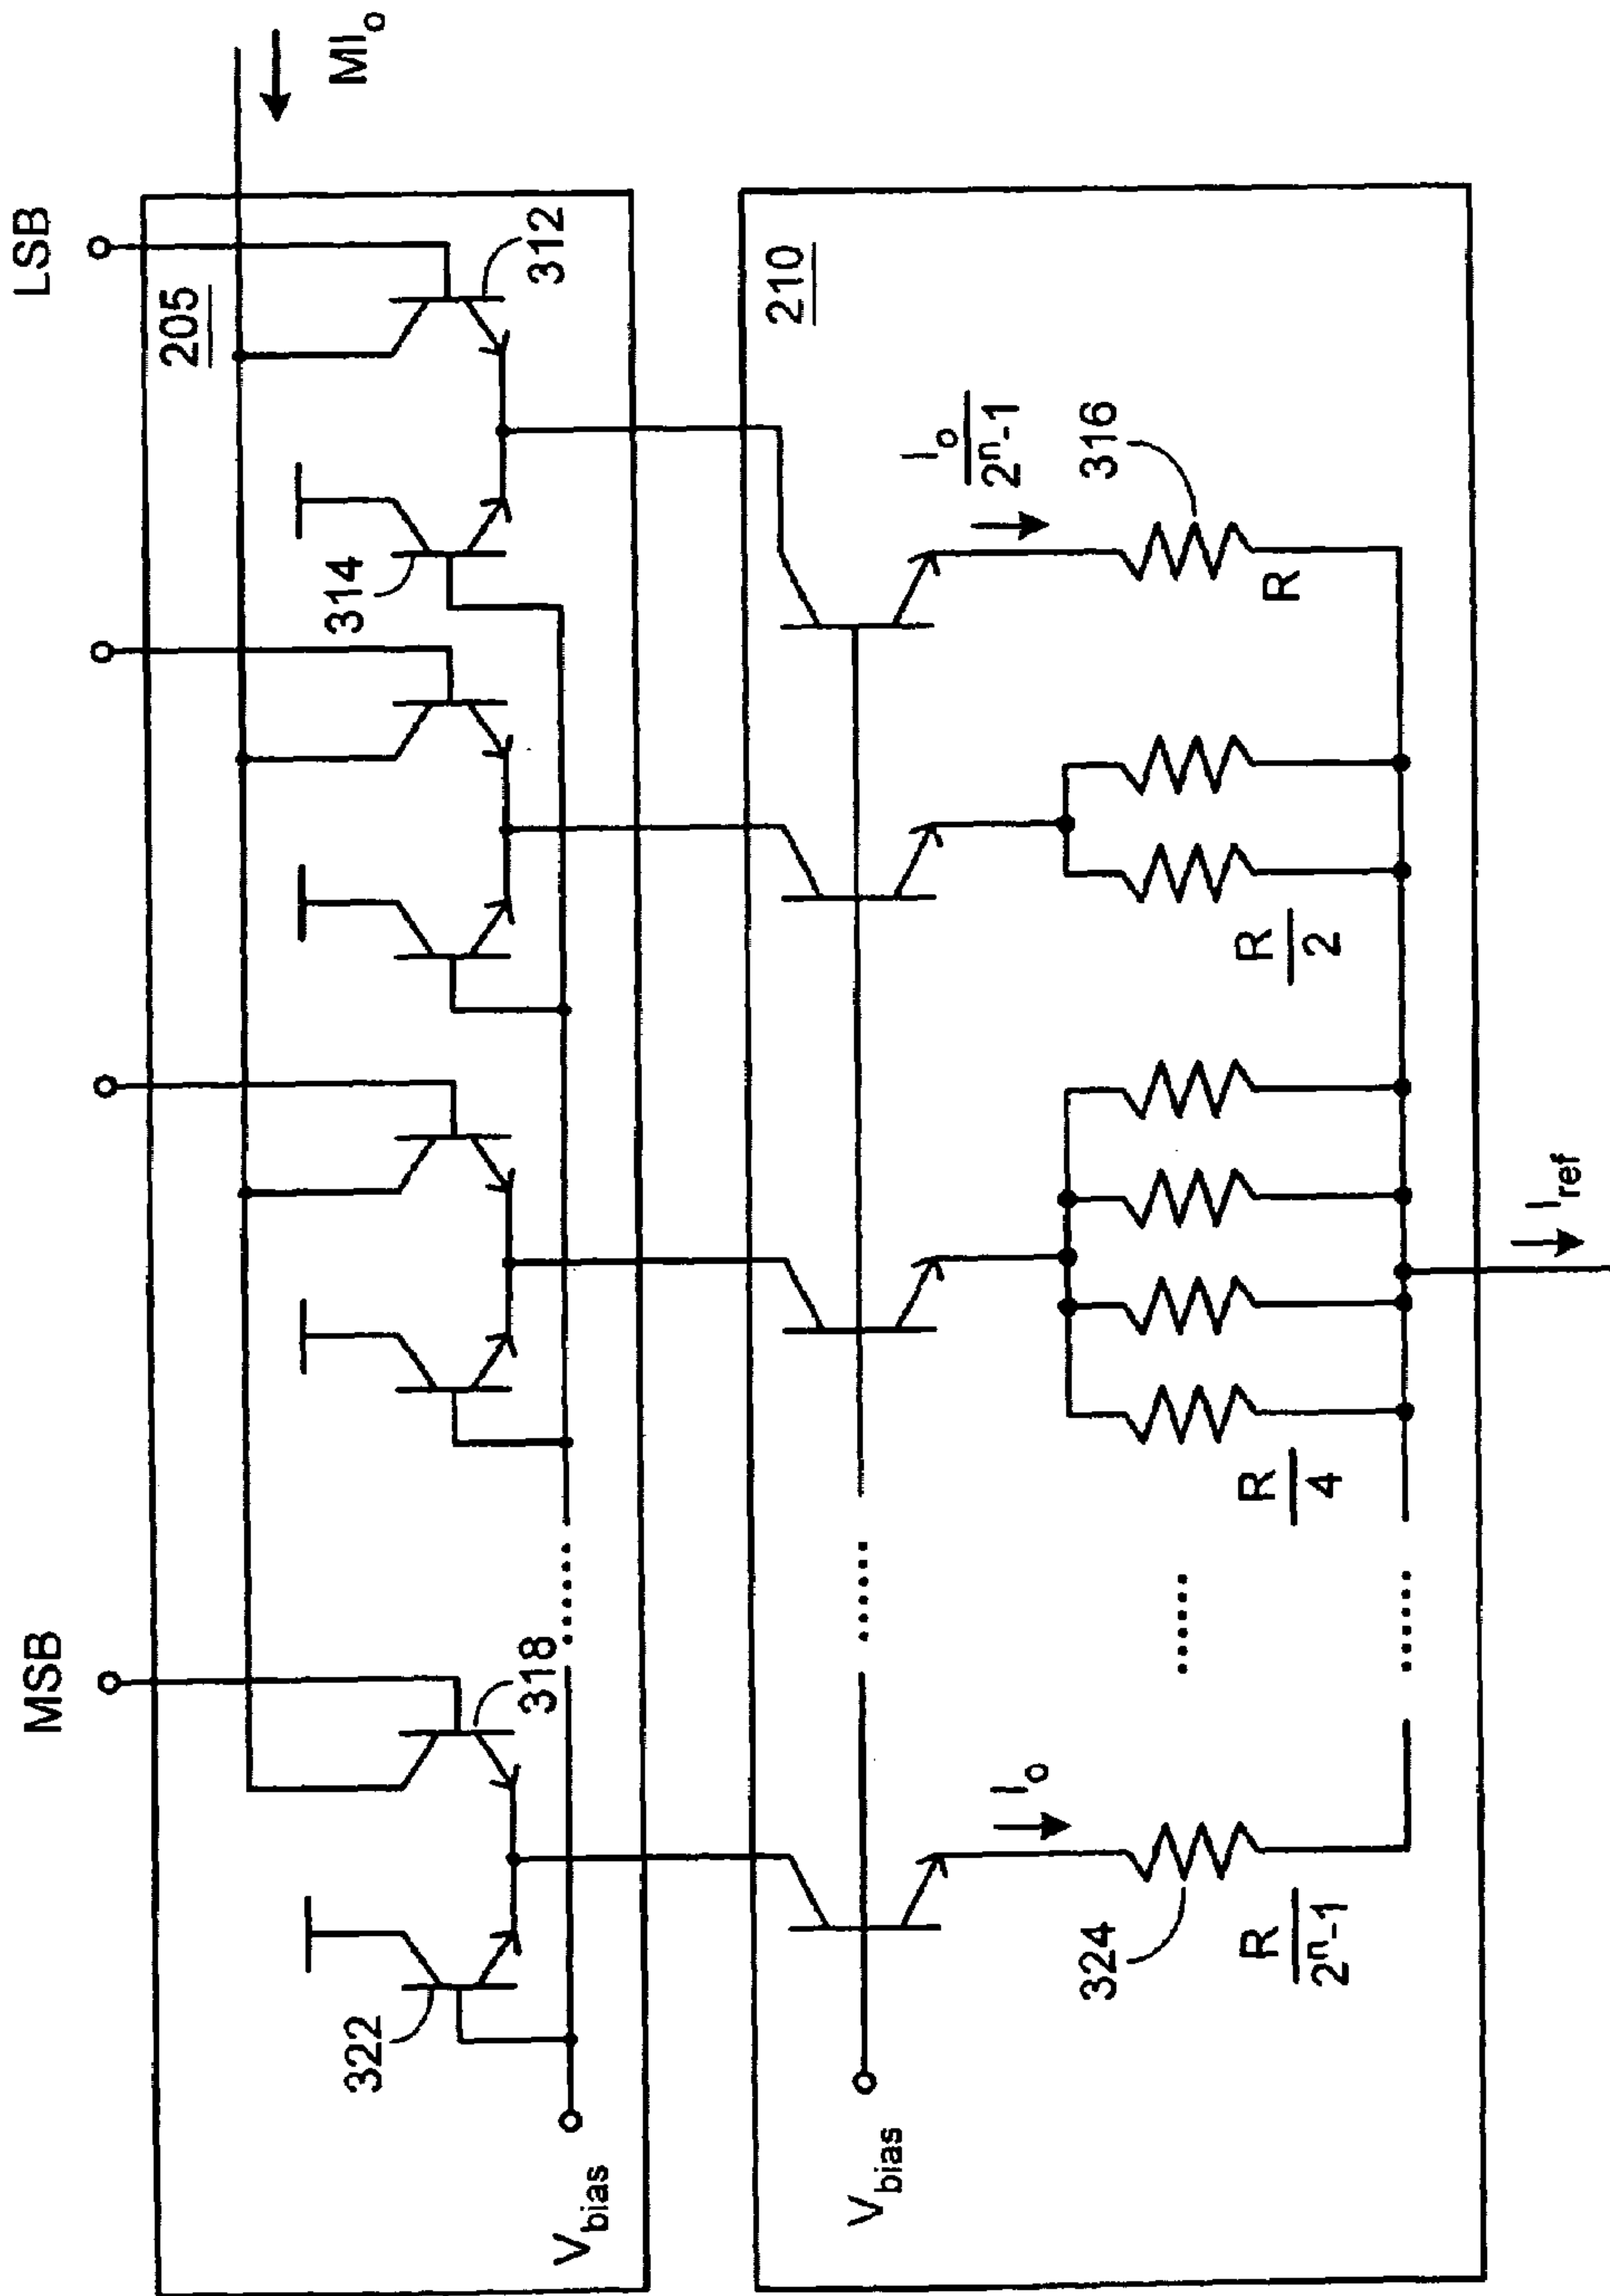 MSB
LSB
MI_o
205
322
318
314
312
V_bias
210
V_bias
I_o
I_o
2^n-1
324
316
R
2^n-1
R
4
R
2
R
I_ref